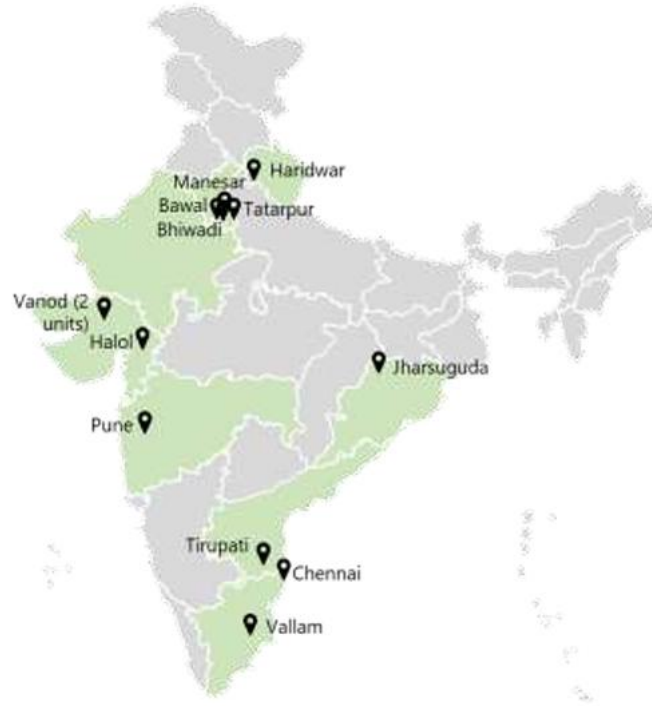 Haridwar
Manesar
Bawal
Tatarpur
Bhiwadi
Vanod (2
units)
Halol
Jharsuguda
Pune
Tirupati
Chennai
Vallam